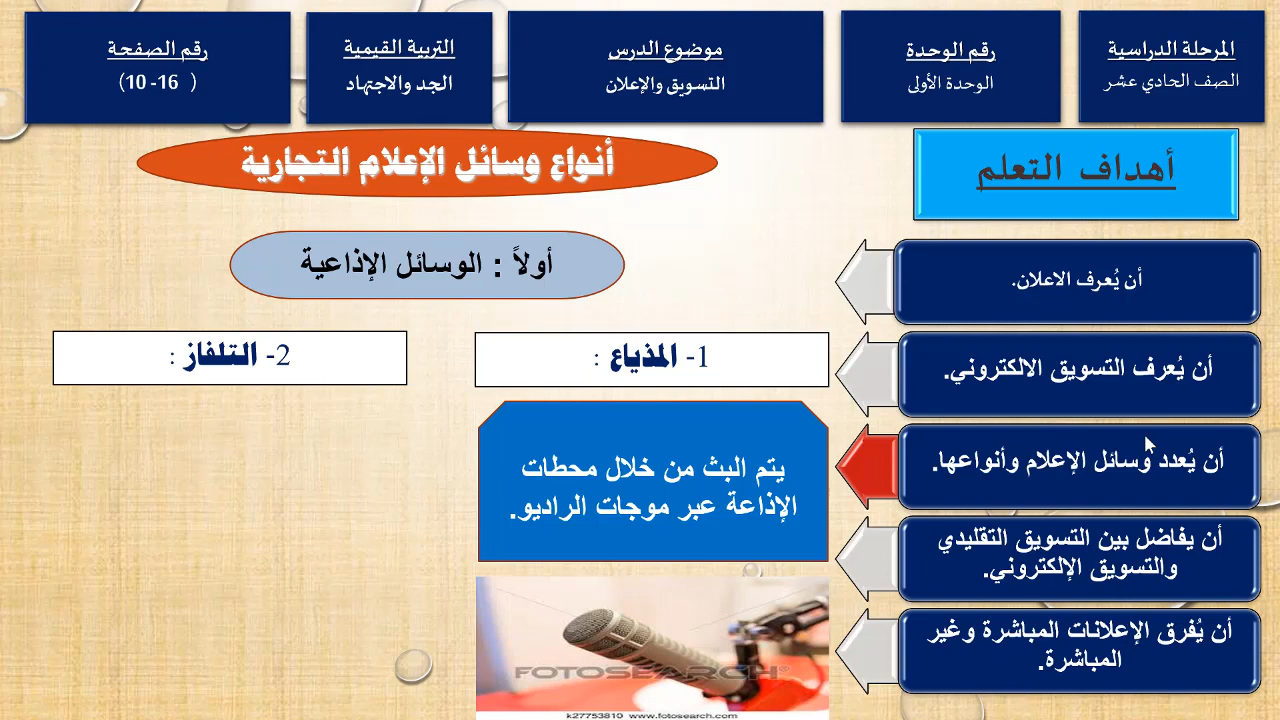 المرحلة الدراسية
الصف الحادي عشر
رقم الوحدة
الوحدة الأولى
موضوع الدرس
التسويق والإعلان
التربية القيمية
الجد والاجتهاد
رقم الصفحة
( 16- 10)
أهداف التعلم
أن يُعرف الاعلان.
أن يُعرف التسويق الالكتروني.
أن يُعدد وسائل الإعلام وأنواعها.
أن يفاضل بين التسويق التقليدي
والتسويق الإلكتروني.
أن يُفرق الإعلانات المباشرة وغير
المباشرة.
أنواع وسائل الإعلام التجارية
أولاً : الوسائل الإذاعية
1- المذياع :
2- التلفاز :
يتم البث من خلال محطات
الإذاعة عبر موجات الراديو.
FOTOSEARCH®
k27753810 www.fotosearch.com